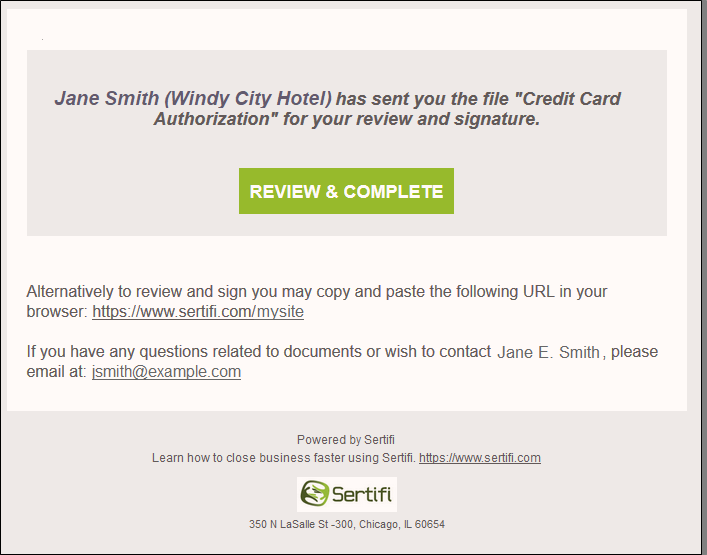 Jane Smith (Windy City Hotel) has sent you the file "Credit Card
Authorization" for your review and signature.
REVIEW & COMPLETE
Alternatively to review and sign you may copy and paste the following URL in your
browser: https://www.sertifi.com/mysite
If you have any questions related to documents or wish to contact Jane E. Smith, please
email at: jsmith@example.com
Powered by Sertifi
Learn how to close business faster using Sertifi. https://www.sertifi.com
Sertifi
350 N LaSalle St -300, Chicago, IL 60654